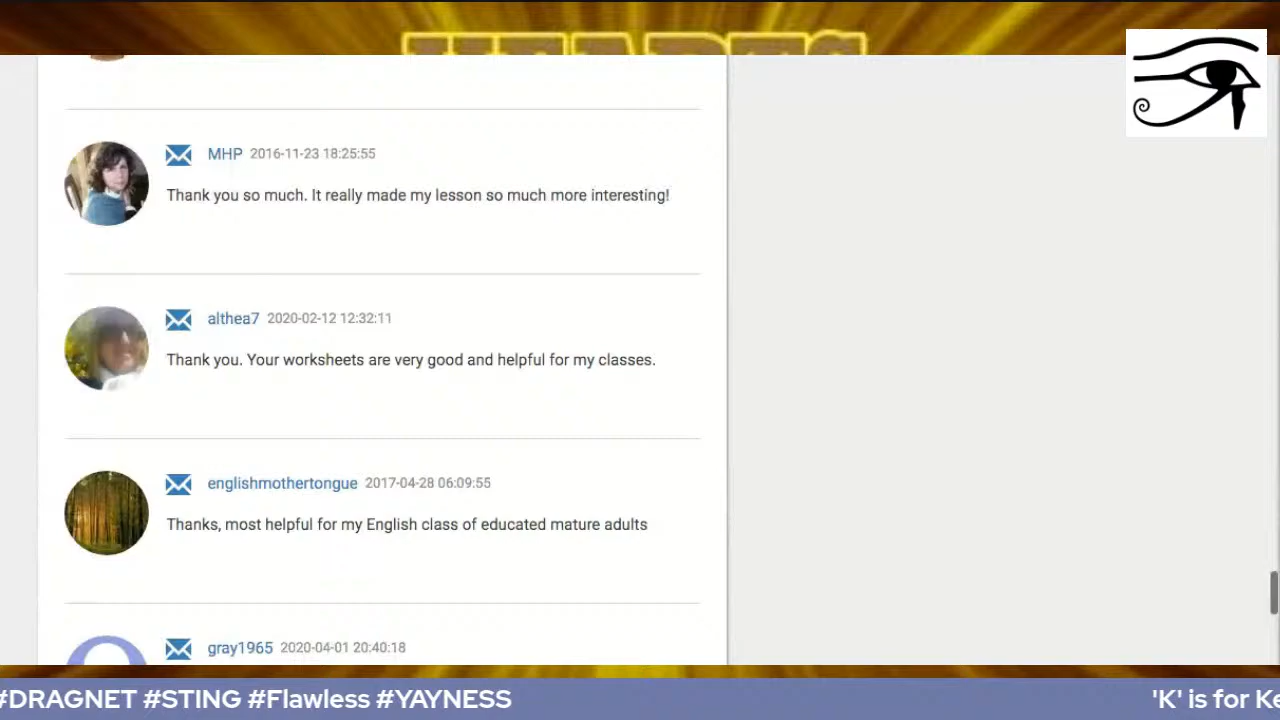 HEARTS
MHP 2016-11-23 18:25:55
Thank you so much. It really made my lesson so much more interesting!
althea7 2020-02-12 12:32:11
Thank you. Your worksheets are very good and helpful for my classes.
englishmothertongue 2017-04-28 06:09:55
Thanks, most helpful for my English class of educated mature adults
gray1965 2020-04-01 20:40:18
#DRAGNET #STING #Flawless #YAYNESS 'K' is for Ke